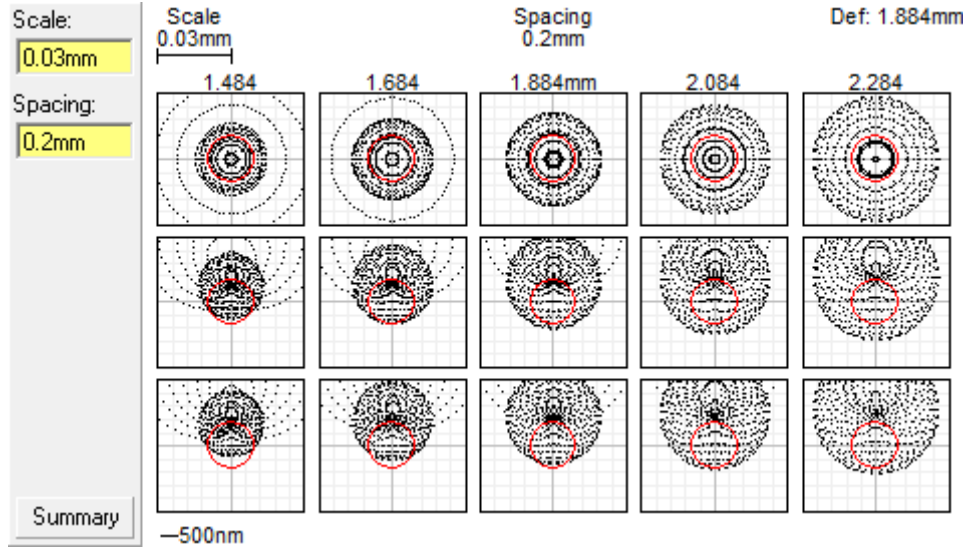 Scale:
0.03mm
Spacing:
0.2mm
Summary
Scale
0.03mm
Spacing
0.2mm
Def: 1.884mm
1.484 1.684 1.884mm 2.084 2.284
—500nm